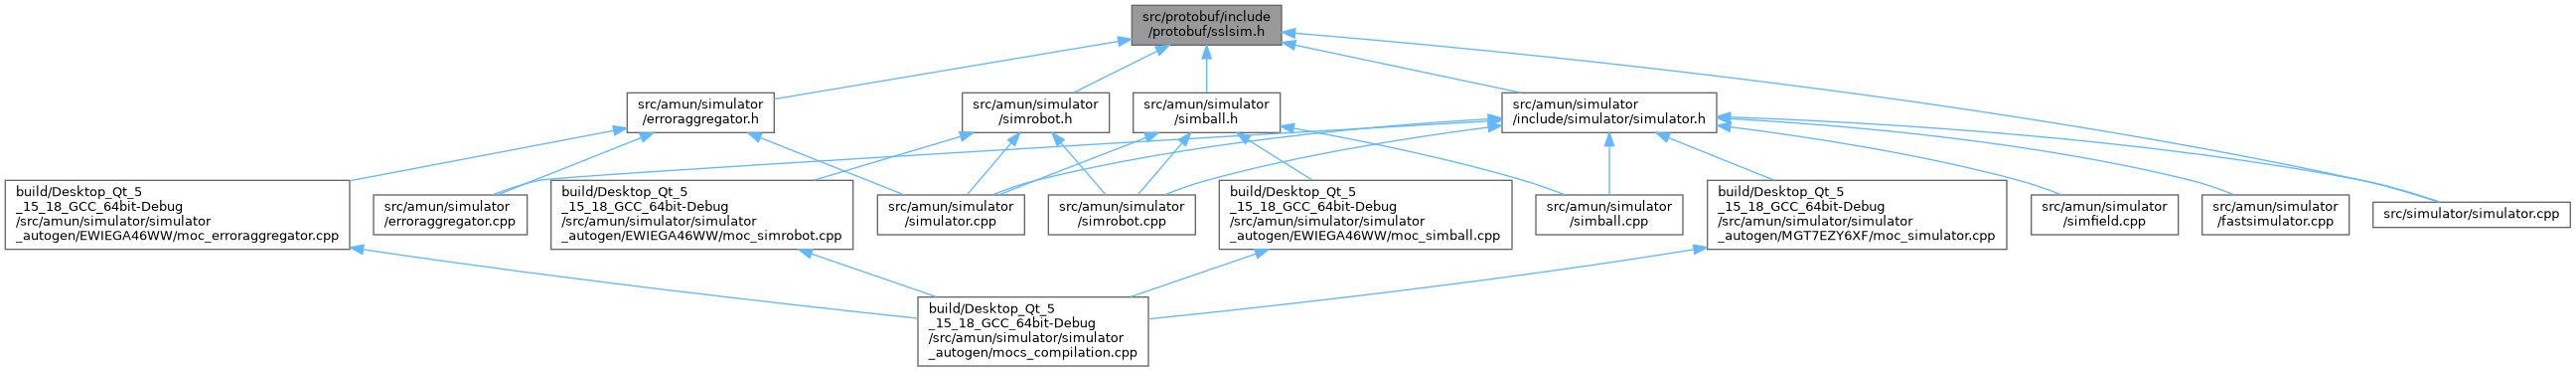 src/protobuf/include
/protobuf/sslsim.h
src/amun/simulator
/erroraggregator.h
src/amun/simulator
/simrobot.h
src/amun/simulator
/simball.h
src/amun/simulator
/include/simulator/simulator.h
build/Desktop_Qt_5
_15_18_GCC_64bit-Debug
/src/amun/simulator/simulator
_autogen/EWIEGA46WW/moc_erroraggregator.cpp
src/amun/simulator
/erroraggregator.cpp
build/Desktop_Qt_5
_15_18_GCC_64bit-Debug
/src/amun/simulator/simulator
_autogen/EWIEGA46WW/moc_simrobot.cpp
src/amun/simulator
/simulator.cpp
src/amun/simulator
/simrobot.cpp
build/Desktop_Qt_5
_15_18_GCC_64bit-Debug
/src/amun/simulator/simulator
_autogen/EWIEGA46WW/moc_simball.cpp
src/amun/simulator
/simball.cpp
build/Desktop_Qt_5
_15_18_GCC_64bit-Debug
/src/amun/simulator/simulator
_autogen/MGT7EZY6XF/moc_simulator.cpp
src/amun/simulator
/simfield.cpp
src/amun/simulator
/fastsimulator.cpp
src/simulator/simulator.cpp
build/Desktop_Qt_5
_15_18_GCC_64bit-Debug
/src/amun/simulator/simulator
_autogen/mocs_compilation.cpp